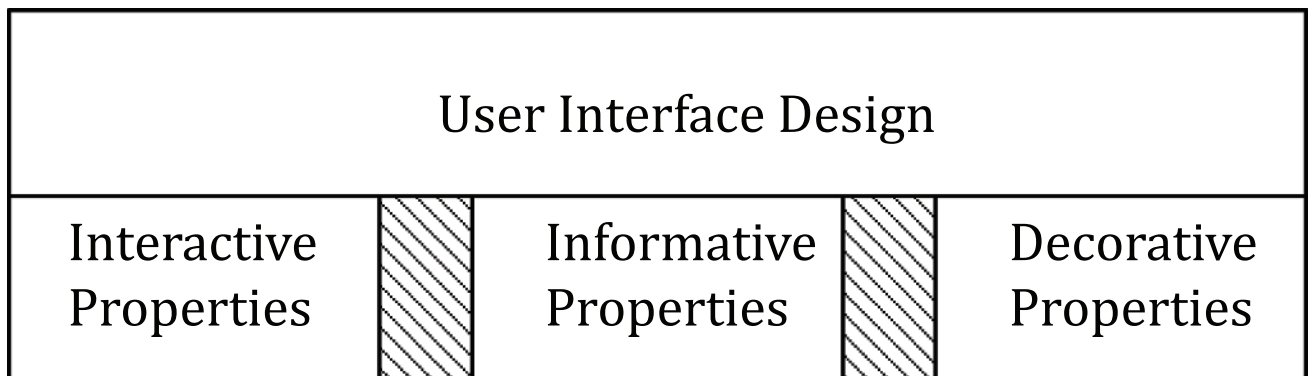 User Interface Design
Interactive
Properties
Informative
Properties
Decorative
Properties